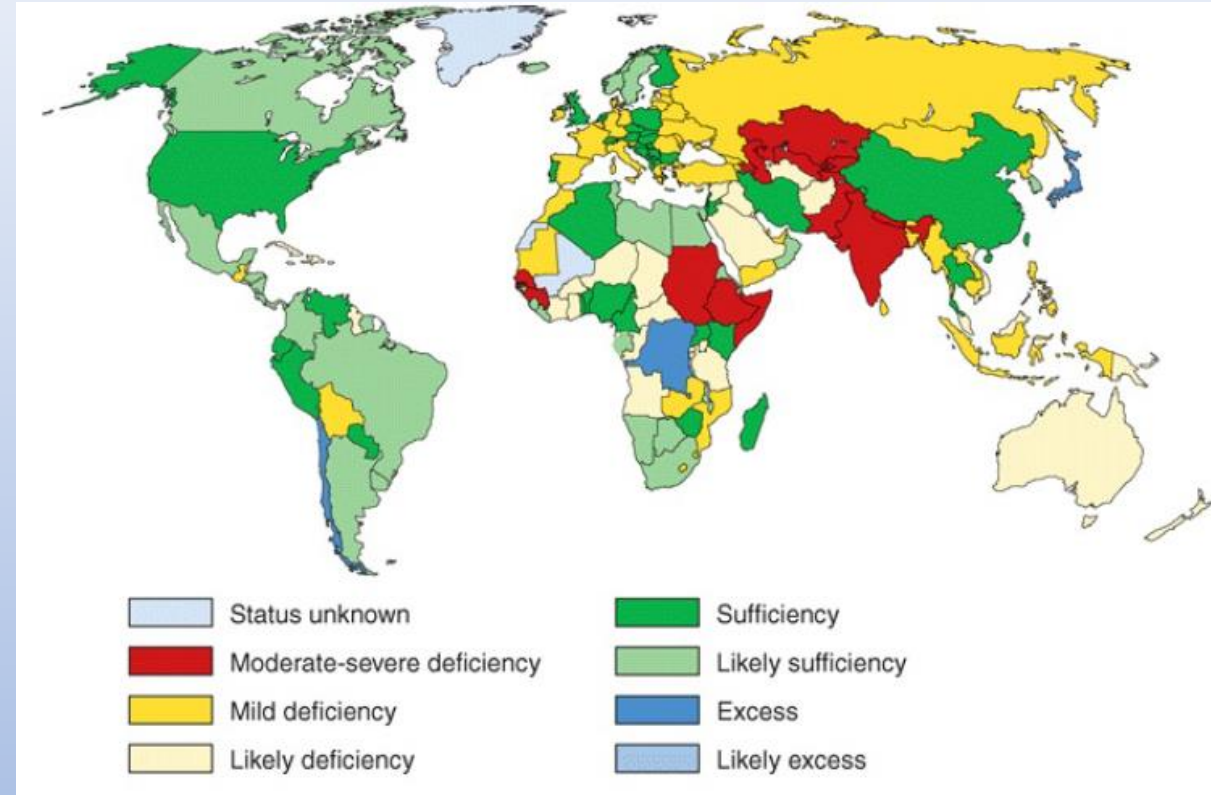 Status unknown
Moderate-severe deficiency
Mild deficiency
Likely deficiency
Sufficiency
Likely sufficiency
Excess
Likely excess